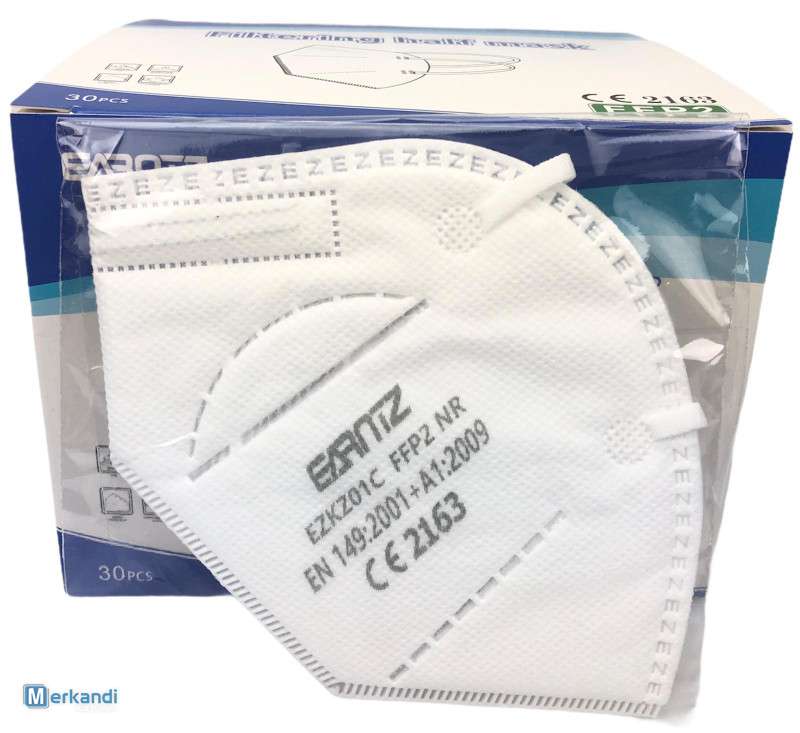 Filtering half mask
30PCS
CE 2163
FFP2
EARNTZ
EARNTZ
EZKZ01C FFP2 NR
EN 149:2001+A1:2009
CE 2163
30PCS
Merkandi